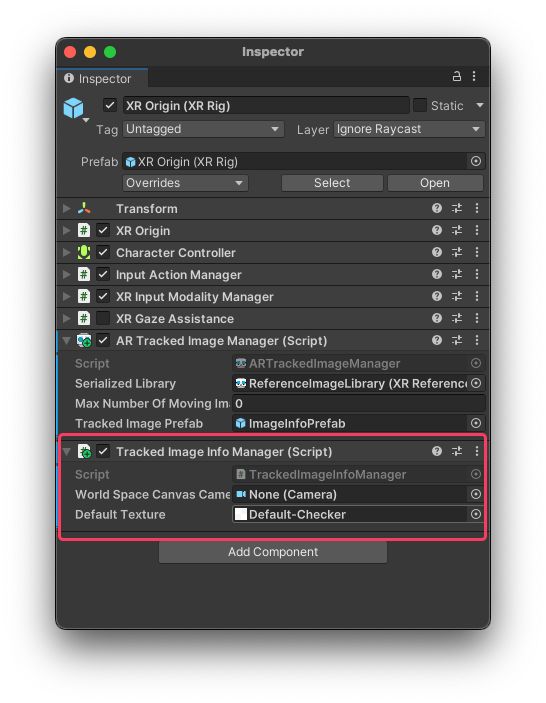 Inspector
Inspector
XR Origin (XR Rig)
Static
Tag Untagged Layer Ignore Raycast
Prefab XR Origin (XR Rig)
Overrides Select Open
Transform
# XR Origin
Character Controller
# Input Action Manager
# XR Input Modality Manager
# XR Gaze Assistance
AR Tracked Image Manager (Script)
Script ARTrackedImageManager
Serialized Library ReferenceImageLibrary (XR Reference
Max Number Of Moving Ima 0
Tracked Image Prefab ImageInfoPrefab
# Tracked Image Info Manager (Script)
Script # TrackedImageInfoManager
World Space Canvas Came None (Camera)
Default Texture Default-Checker
Add Component